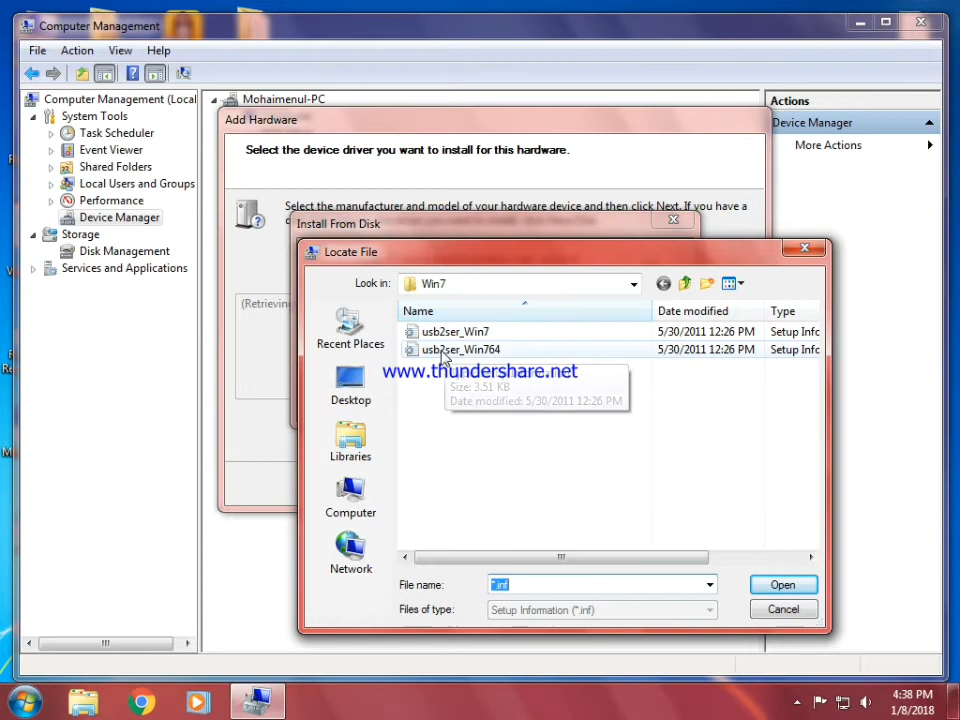 Computer Management
File Action View Help
Computer Management (Local
System Tools
Task Scheduler
Event Viewer
Shared Folders
Local Users and Groups
Performance
Device Manager
Storage
Disk Management
Services and Applications
Mohaimenul-PC
Actions
Device Manager
More Actions
Add Hardware
Select the device driver you want to install for this hardware.
Select the manufacturer and model of your hardware device and then click Next. If you have a
(Retrieving
Install From Disk
Locate File
Look in: Win7
Name Date modified Type
usb2ser_Win7 5/30/2011 12:26 PM Setup Info
usb2ser_Win764 5/30/2011 12:26 PM Setup Info
www.thundershare.net
Size: 3.51 KB
Date modified: 5/30/2011 12:26 PM
Recent Places
Desktop
Libraries
Computer
Network
File name: *.inf Open
Files of type: Setup Information (*.inf) Cancel
4:38 PM
1/8/2018